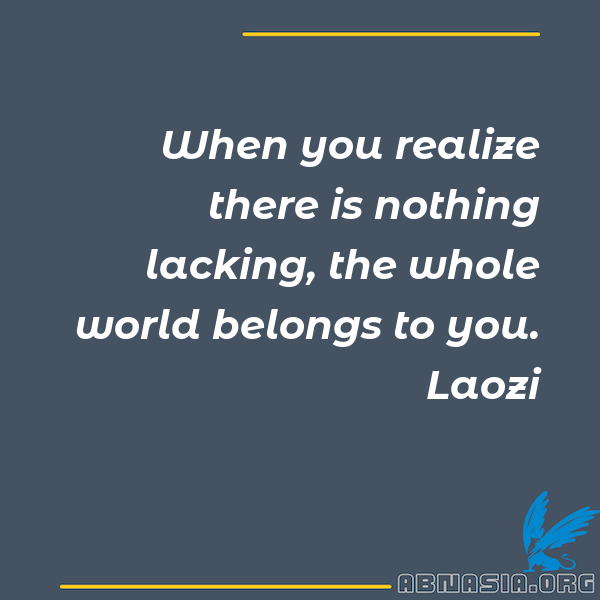 When you realize
there is nothing
lacking, the whole
world belongs to you.
Laozi
ABNASIA.ORG